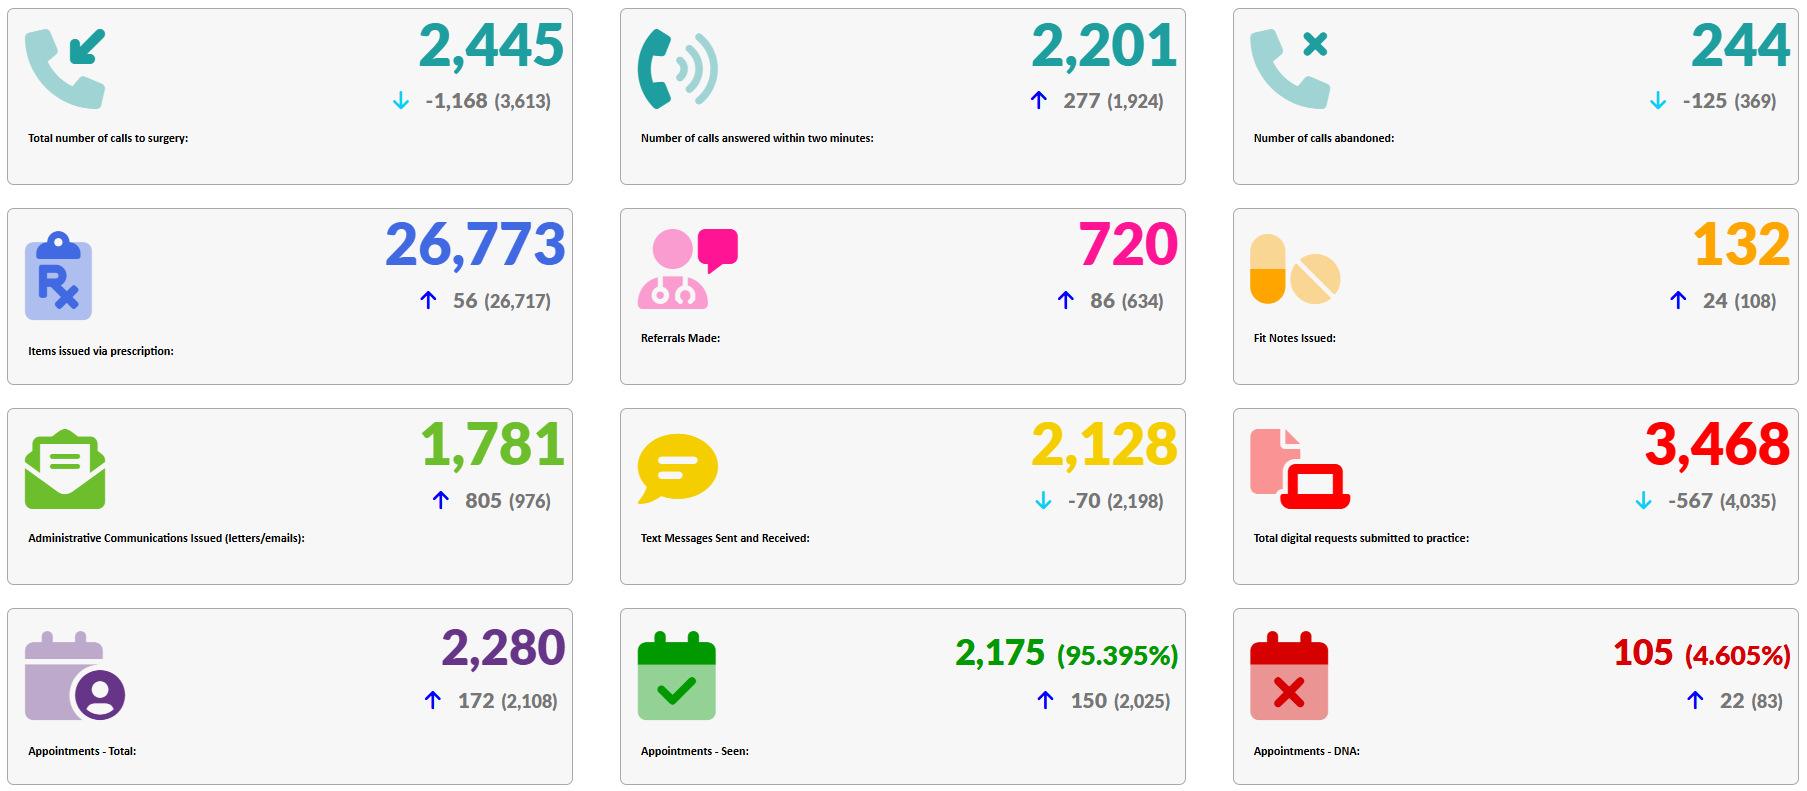 2,445
-1,168 (3,613)
Total number of calls to surgery:
2,201
277 (1,924)
Number of calls answered within two minutes:
244
-125 (369)
Number of calls abandoned:
Rx
26,773
56 (26,717)
Items issued via prescription:
720
86 (634)
Referrals Made:
132
24 (108)
Fit Notes Issued:
1,781
805 (976)
Administrative Communications Issued (letters/emails):
2,128
-70 (2,198)
Text Messages Sent and Received:
3,468
-567 (4,035)
Total digital requests submitted to practice:
2,280
172 (2,108)
Appointments - Total:
2,175 (95.395%)
150 (2,025)
Appointments - Seen:
105 (4.605%)
22 (83)
Appointments - DNA: